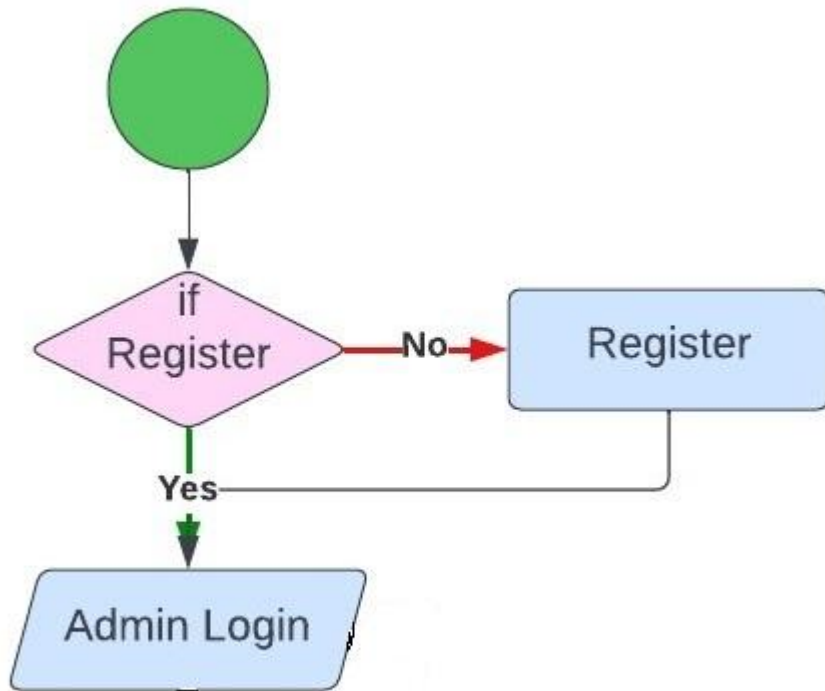 if
Register
No
Register
Yes
Admin Login